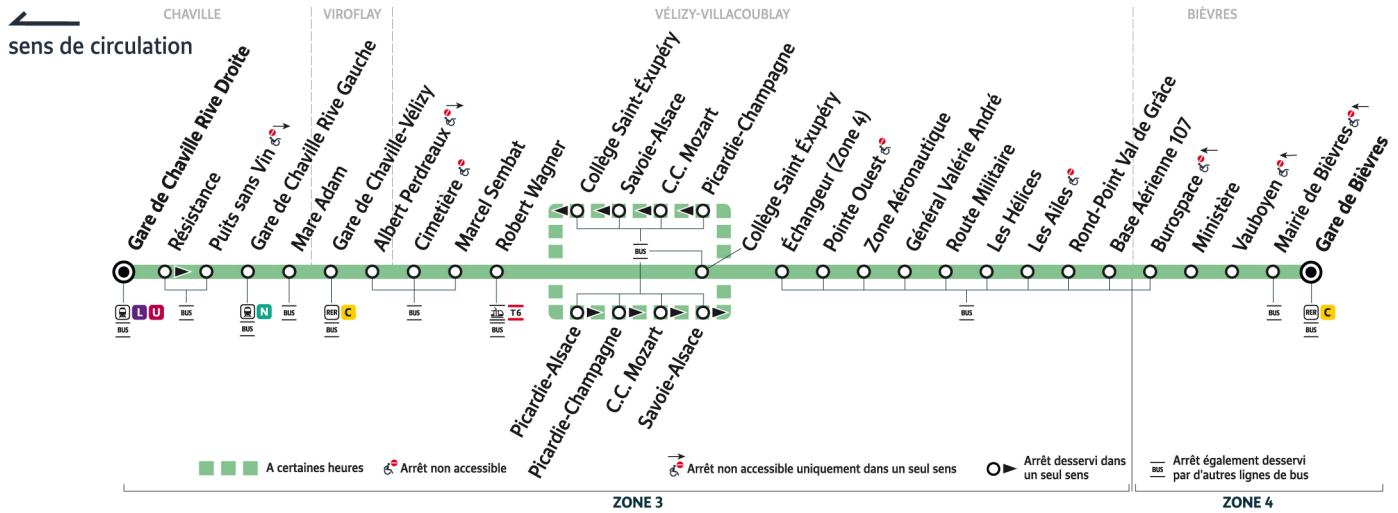 CHAVILLE
VIROFLAY
VÉLIZY-VILLACOUBLAY
BIÈVRES
sens de circulation
Gare de Chaville Rive Droite
Résistance
Puits sans Vin
Gare de Chaville Rive Gauche
Mare Adam
Gare de Chaville-Vélizy
Albert Perdreaux
Cimetière
Marcel Sembat
Robert Wagner
Collège Saint-Éxupéry
Savoie-Alsace
C.C. Mozart
Picardie-Champagne
Collège Saint Exupéry
Échangeur (Zone 4)
Pointe Ouest
Zone Aéronautique
Général Valérie André
Route Militaire
Les Hélices
Les Ailes
Rond-Point Val de Grâce
Base Aérienne 107
Burospace
Ministère
Vauboyen
Mairie de Bièvres
Gare de Bièvres
BUS
L U
BUS
BUS
N
BUS
BUS
RER C
BUS
BUS
T6
BUS
BUS
BUS
RER C
BUS
Picardie-Alsace
Picardie-Champagne
C.C. Mozart
Savoie-Alsace
A certaines heures
Arrêt non accessible
Arrêt non accessible uniquement dans un seul sens
Arrêt desservi dans
un seul sens
BUS
Arrêt également desservi
par d'autres lignes de bus
ZONE 3
ZONE 4